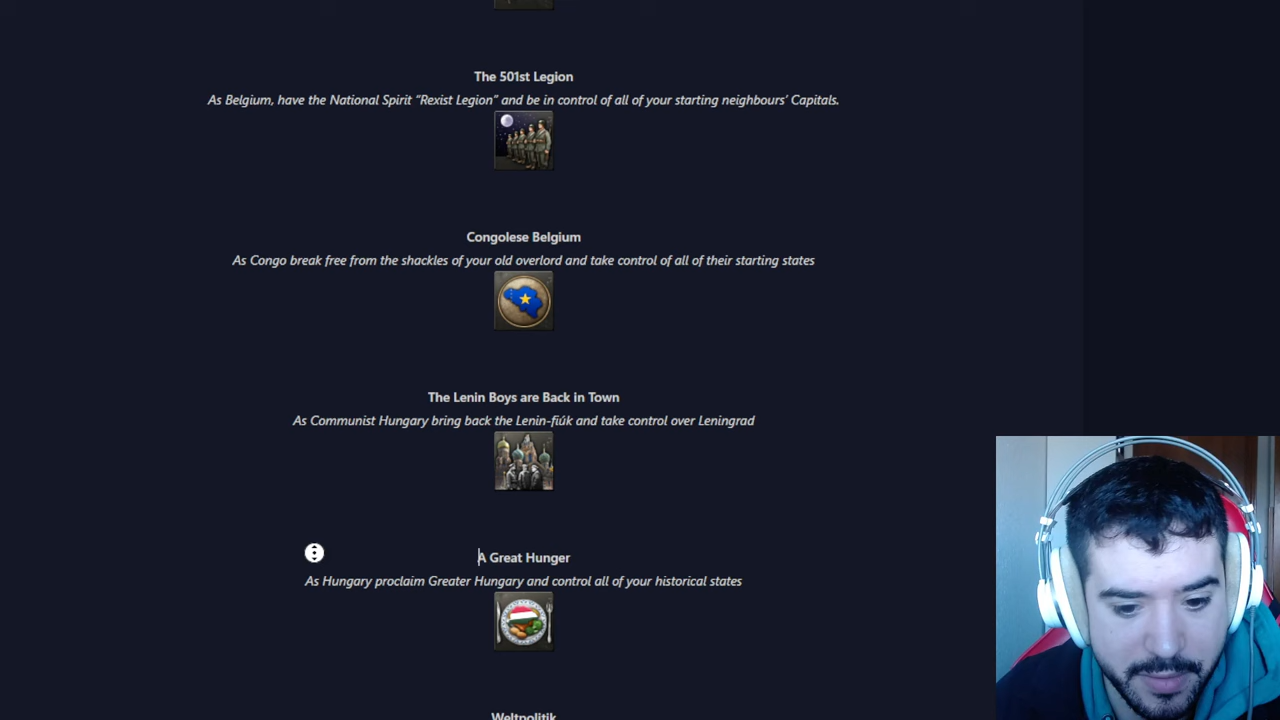 The 501st Legion
As Belgium, have the National Spirit “Rexist Legion” and be in control of all of your starting neighbours’ Capitals.
Congolese Belgium
As Congo break free from the shackles of your old overlord and take control of all of their starting states
The Lenin Boys are Back in Town
As Communist Hungary bring back the Lenin-fiúk and take control over Leningrad
A Great Hunger
As Hungary proclaim Greater Hungary and control all of your historical states
Weltpolitik